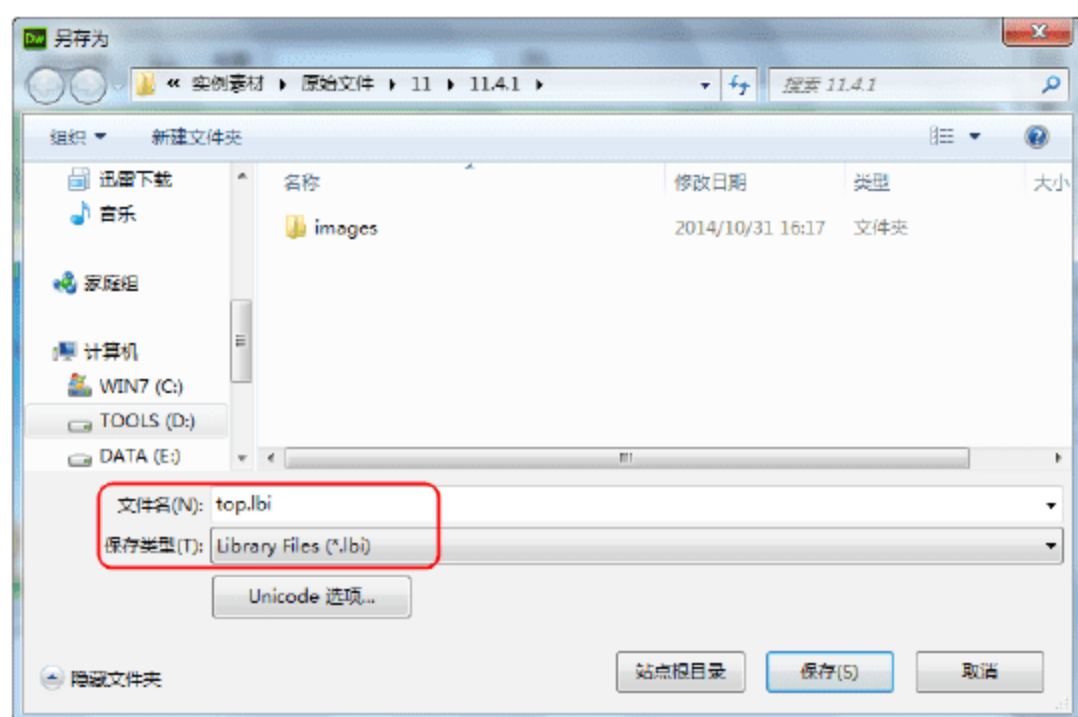 Dw 另存为
« 实例素材 ▸ 原始文件 ▸ 11 ▸ 11.4.1 ▸ 搜索 11.4.1
组织 新建文件夹
迅雷下载 名称 修改日期 类型 大小
音乐 images 2014/10/31 16:17 文件夹
家庭组
计算机
WIN7 (C:)
TOOLS (D:)
DATA (E:)
文件名(N): top.lbi
保存类型(T): Library Files (*.lbi)
Unicode 选项...
隐藏文件夹 站点根目录 保存(S) 取消